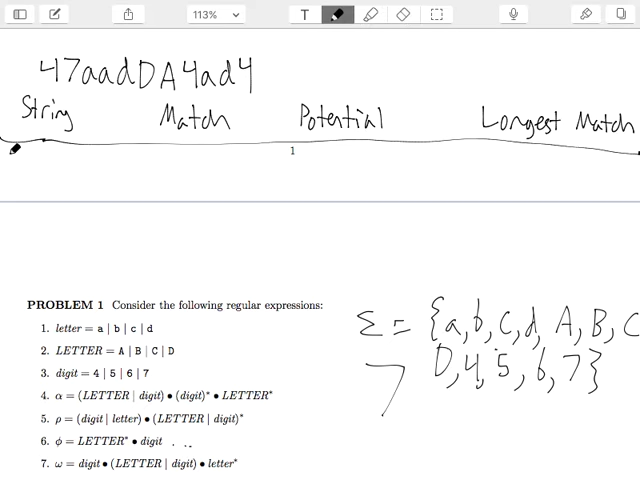 113%
T
47aadDA4ad4
String Match Potential Longest Match
1
PROBLEM 1 Consider the following regular expressions:
1. letter = a | b | c | d
2. LETTER = A | B | C | D
3. digit = 4 | 5 | 6 | 7
4. α = (LETTER | digit) • (digit)* • LETTER*
5. ρ = (digit | letter) • (LETTER | digit)*
6. ϕ = LETTER* • digit
7. ω = digit • (LETTER | digit) • letter*
Σ = {a, b, c, d, A, B, C
D, 4, 5, 6, 7}